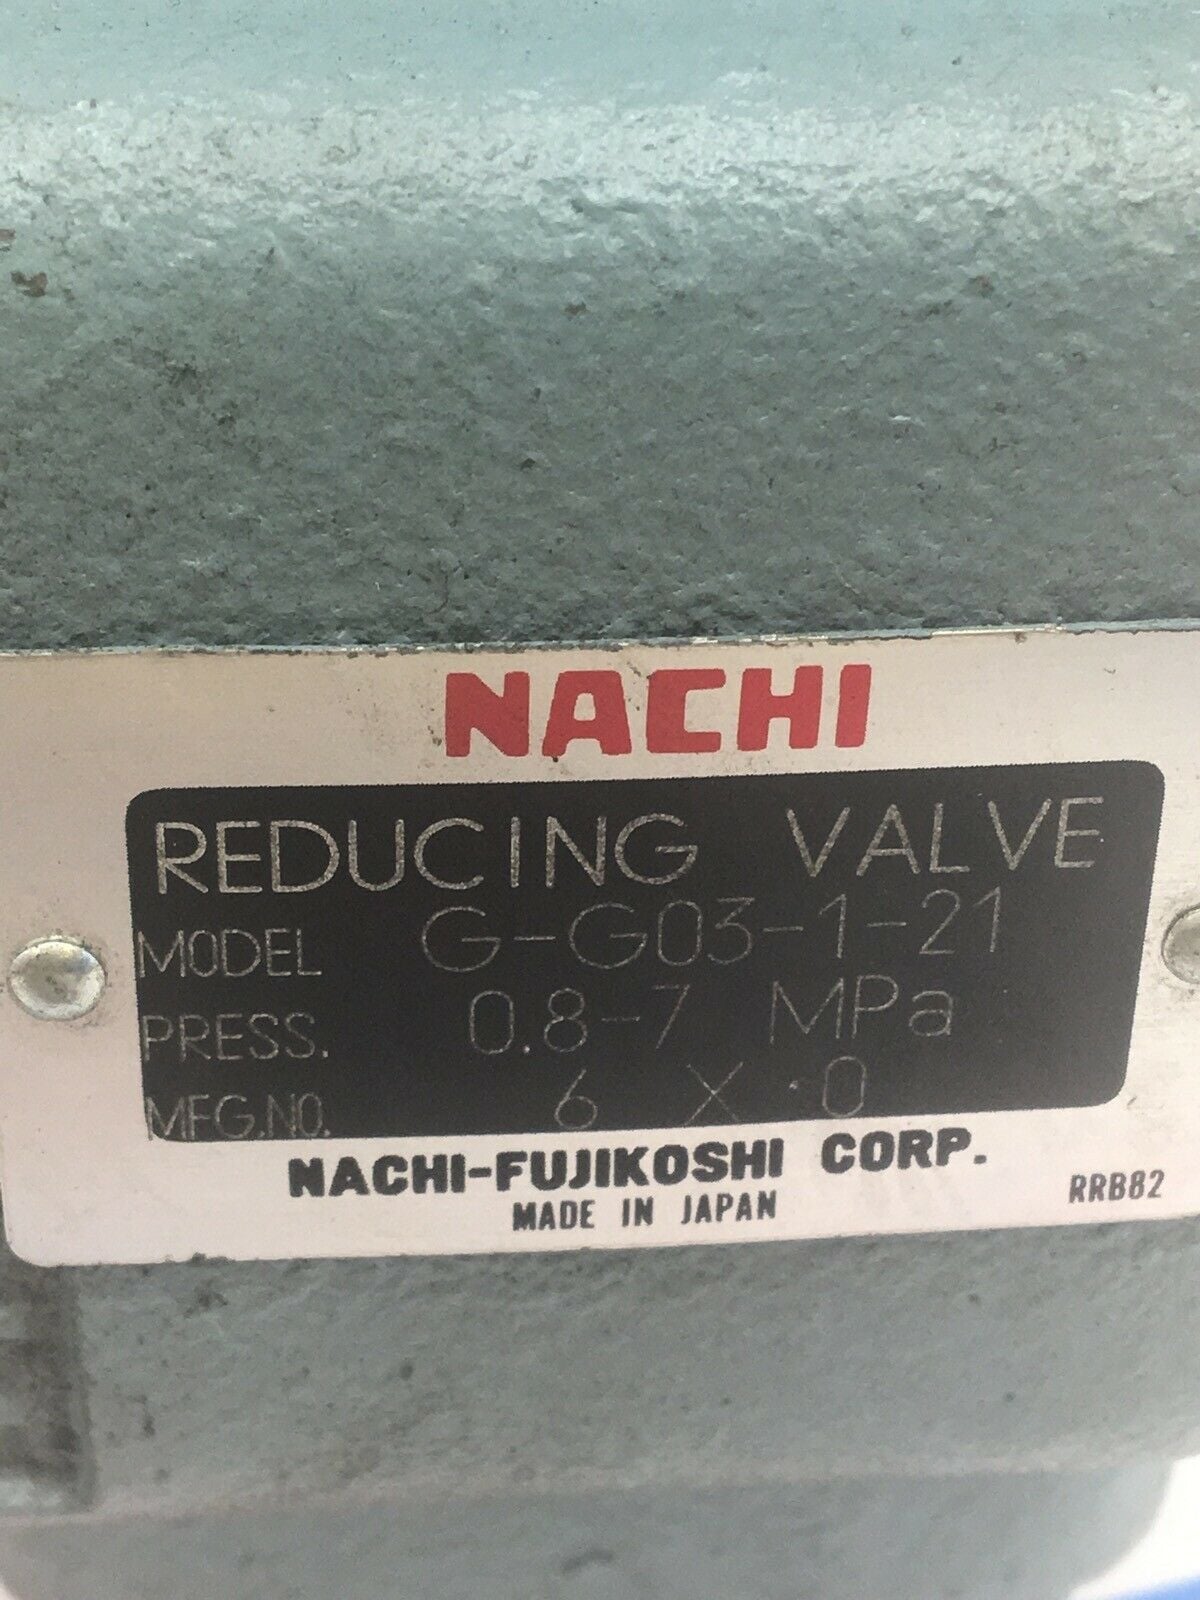 NACHI
REDUCING VALVE
MODEL G-G03-1-21
PRESS. 0.8-7 MPa
MFG.NO. 6 X 0
NACHI-FUJIKOSHI CORP.
MADE IN JAPAN
RRB82